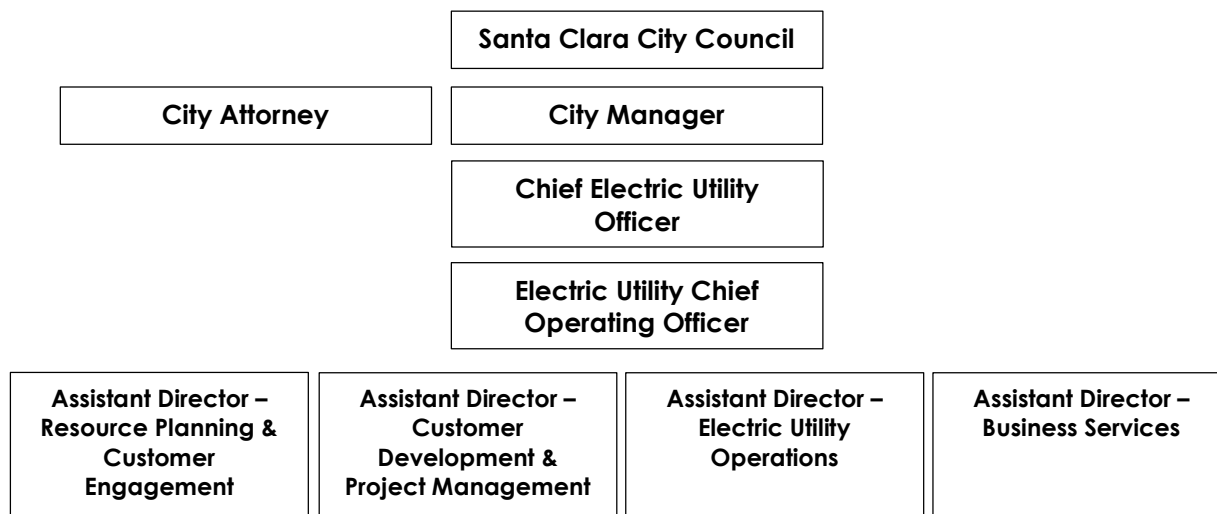 Santa Clara City Council
City Attorney
City Manager
Chief Electric Utility
Officer
Electric Utility Chief
Operating Officer
Assistant Director –
Resource Planning &
Customer
Engagement
Assistant Director –
Customer
Development &
Project Management
Assistant Director –
Electric Utility
Operations
Assistant Director –
Business Services